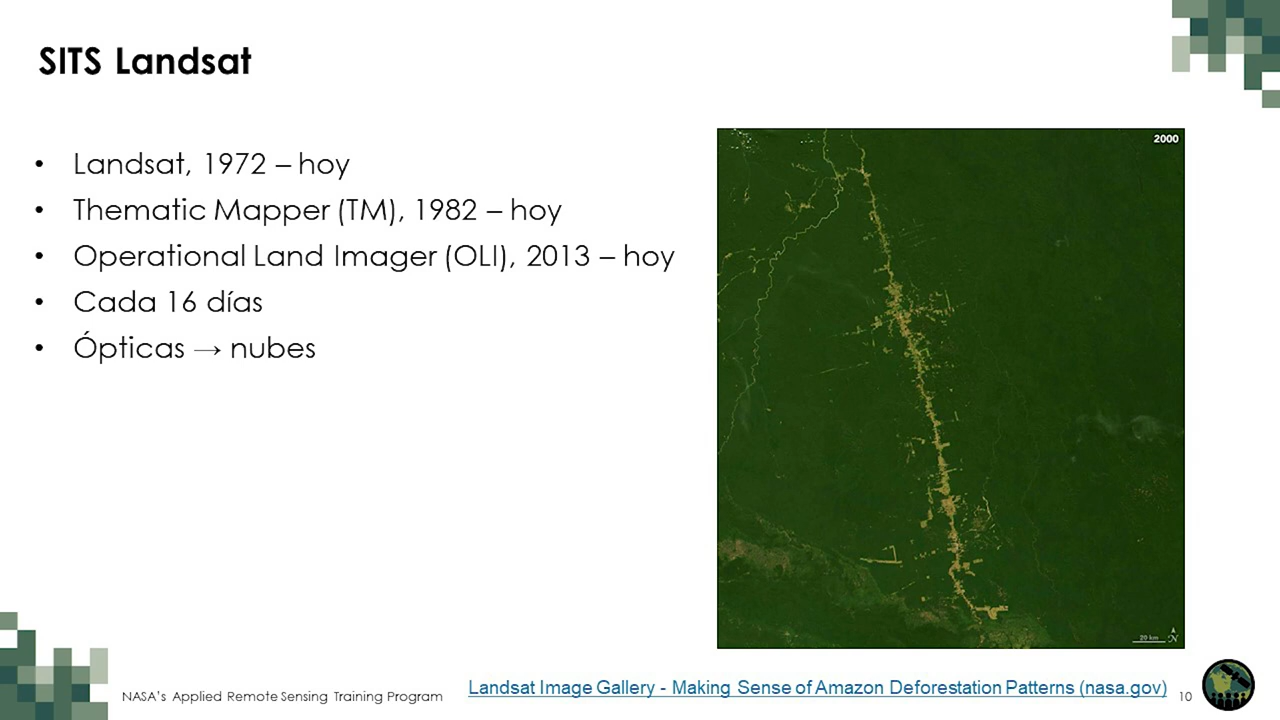 SITS Landsat
• Landsat, 1972 – hoy
• Thematic Mapper (TM), 1982 – hoy
• Operational Land Imager (OLI), 2013 – hoy
• Cada 16 días
• Ópticas → nubes
2000
20 km
N
NASA's Applied Remote Sensing Training Program
Landsat Image Gallery - Making Sense of Amazon Deforestation Patterns (nasa.gov)
10